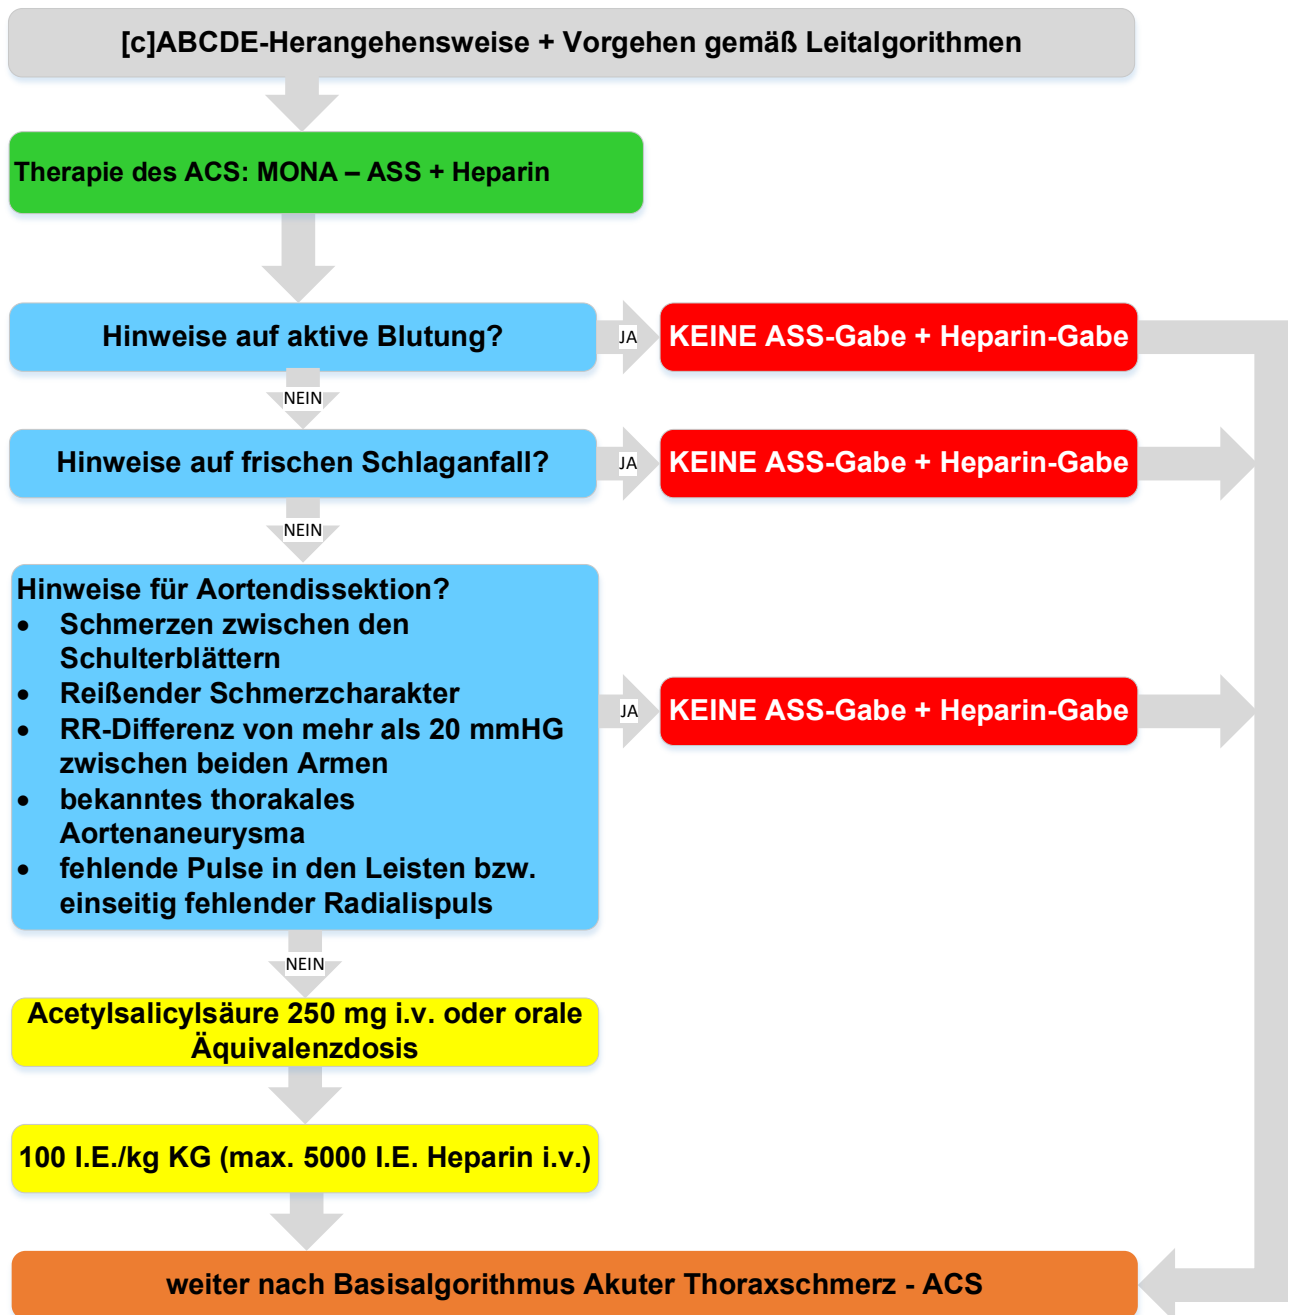 [c]ABCDE-Herangehensweise + Vorgehen gemäß Leitalgorithmen
Therapie des ACS: MONA – ASS + Heparin
Hinweise auf aktive Blutung?
JA
KEINE ASS-Gabe + Heparin-Gabe
NEIN
Hinweise auf frischen Schlaganfall?
JA
KEINE ASS-Gabe + Heparin-Gabe
NEIN
Hinweise für Aortendissektion?
• Schmerzen zwischen den
Schulterblättern
• Reißender Schmerzcharakter
• RR-Differenz von mehr als 20 mmHG
zwischen beiden Armen
• bekanntes thorakales
Aortenaneurysma
• fehlende Pulse in den Leisten bzw.
einseitig fehlender Radialispuls
JA
KEINE ASS-Gabe + Heparin-Gabe
NEIN
Acetylsalicylsäure 250 mg i.v. oder orale
Äquivalenzdosis
100 I.E./kg KG (max. 5000 I.E. Heparin i.v.)
weiter nach Basisalgorithmus Akuter Thoraxschmerz - ACS